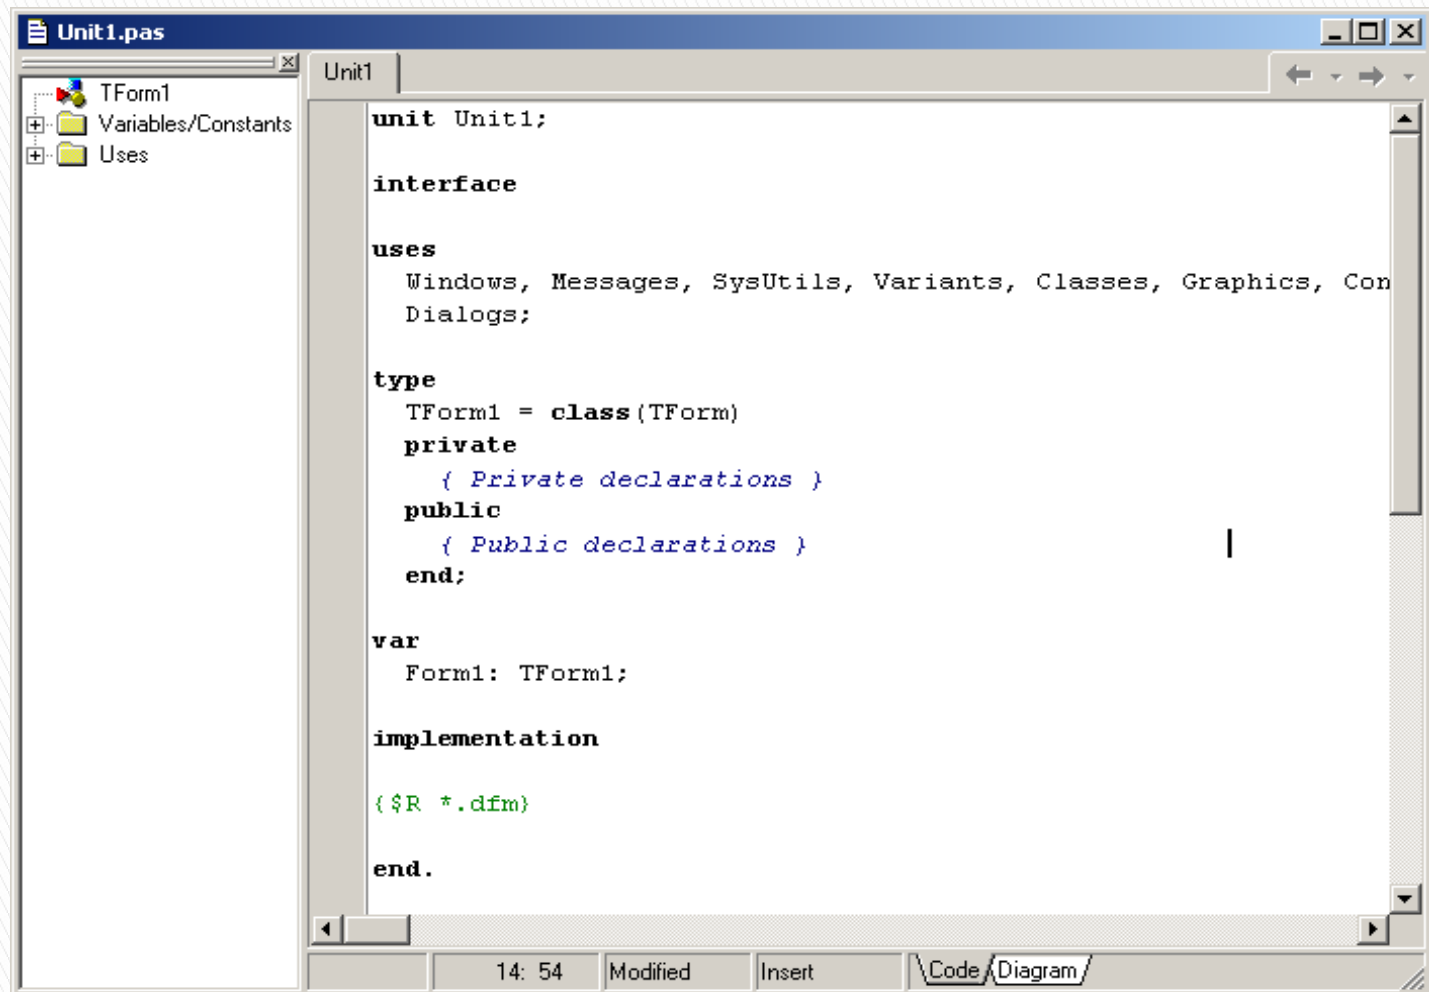 Unit1.pas
TForm1
Variables/Constants
Uses
Unit1
unit Unit1;
interface
uses
Windows, Messages, SysUtils, Variants, Classes, Graphics, Con
Dialogs;
type
TForm1 = class(TForm)
private
{ Private declarations }
public
{ Public declarations }
end;
var
Form1: TForm1;
implementation
{$R *.dfm}
end.
14: 54 Modified Insert Code Diagram